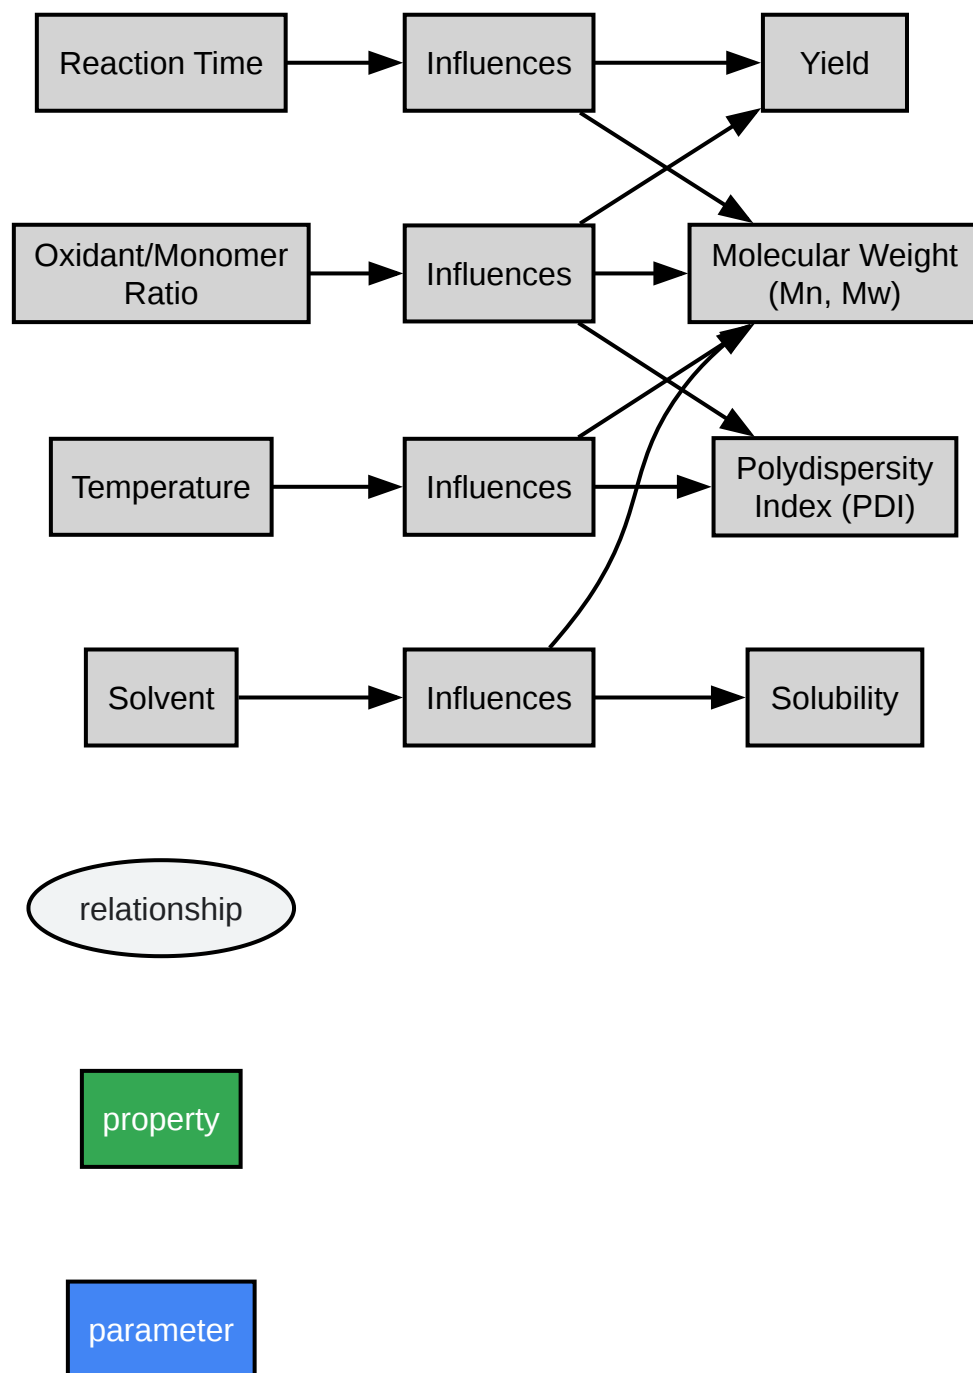 Reaction Time
Influences
Yield
Oxidant/Monomer
Ratio
Influences
Molecular Weight
(Mn, Mw)
Temperature
Influences
Polydispersity
Index (PDI)
Solvent
Influences
Solubility
relationship
property
parameter